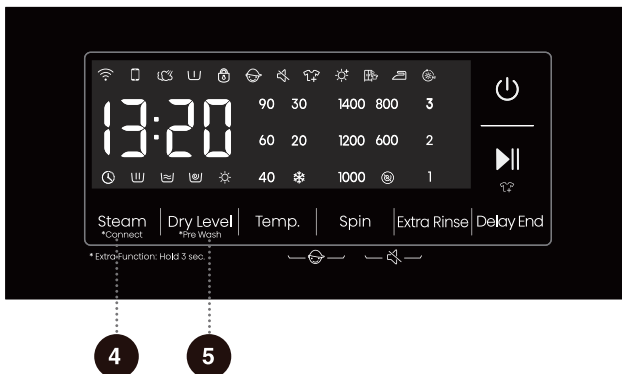 90 30 1400 800 3
13:20
60 20 1200 600 2
40 1000 1
Steam Dry Level Temp. Spin Extra Rinse Delay End
*Connect *Pre Wash
* Extra Function: Hold 3 sec.
4 5